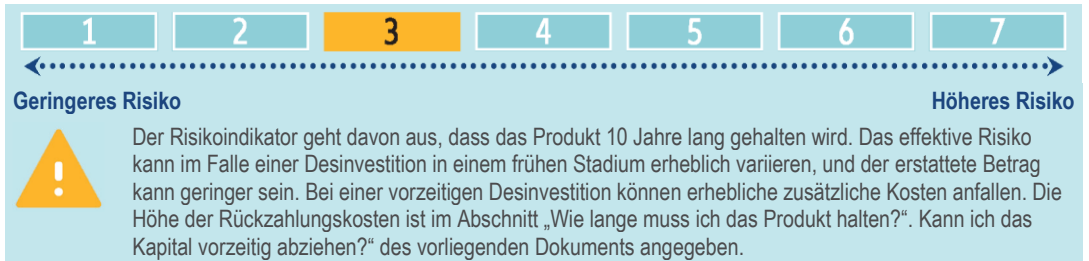 1 2 3 4 5 6 7
Geringeres Risiko Höheres Risiko
Der Risikoindikator geht davon aus, dass das Produkt 10 Jahre lang gehalten wird. Das effektive Risiko
kann im Falle einer Desinvestition in einem frühen Stadium erheblich variieren, und der erstattete Betrag
kann geringer sein. Bei einer vorzeitigen Desinvestition können erhebliche zusätzliche Kosten anfallen. Die
Höhe der Rückzahlungskosten ist im Abschnitt „Wie lange muss ich das Produkt halten?“. Kann ich das
Kapital vorzeitig abziehen?“ des vorliegenden Dokuments angegeben.